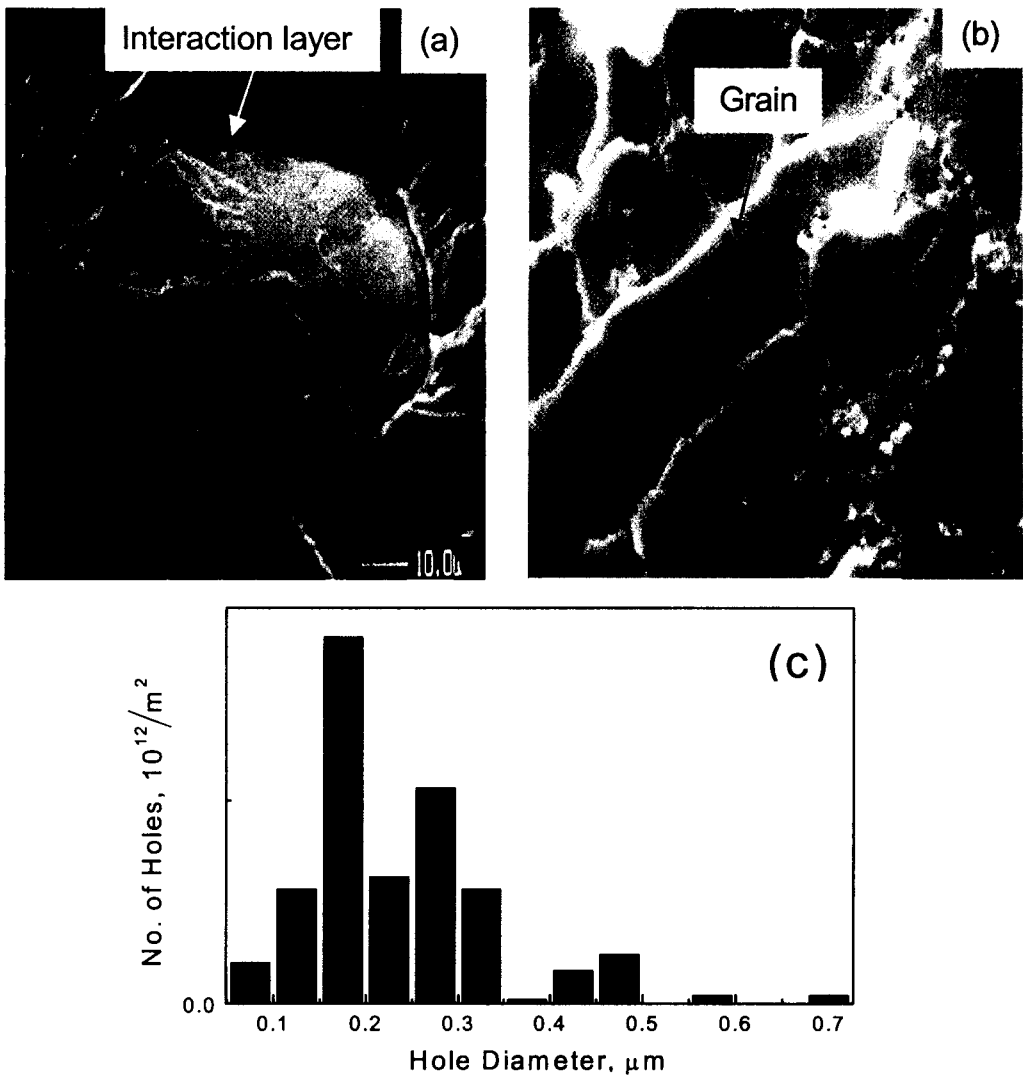 Interaction layer
(a)
(b)
Grain
10.0μ
(c)
No. of Holes, 10¹²/m²
0.0
0.1 0.2 0.3 0.4 0.5 0.6 0.7
Hole Diameter, μm